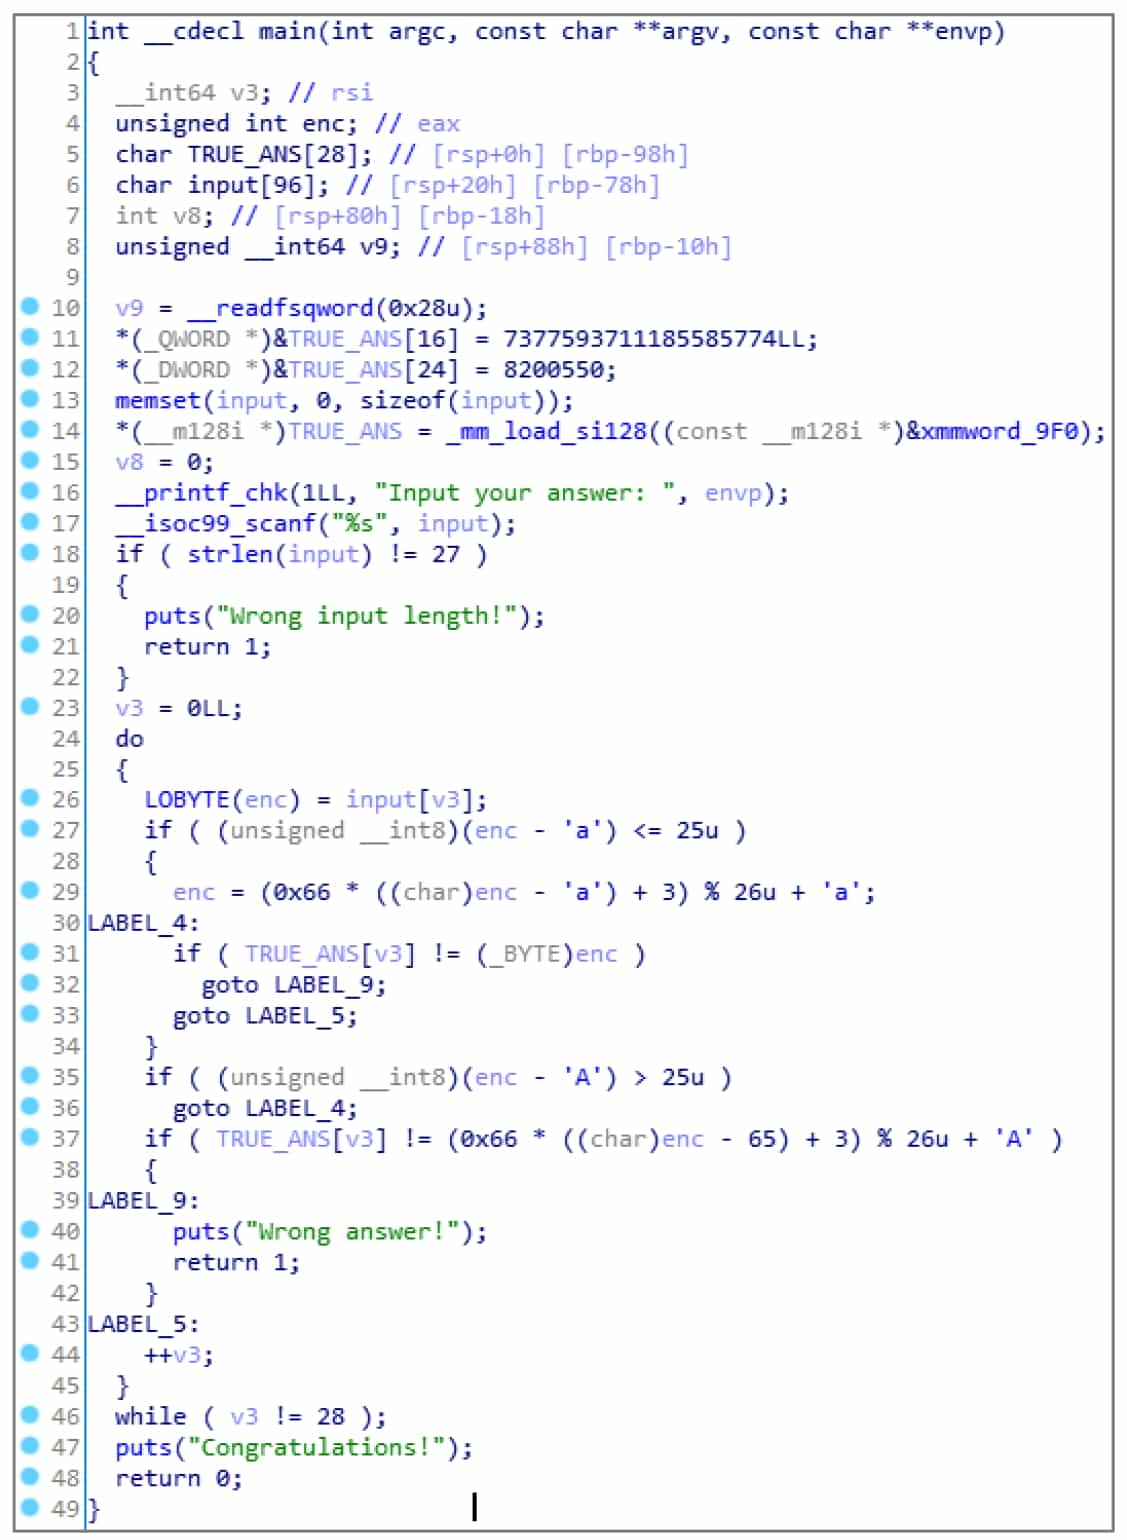 1 int __cdecl main(int argc, const char **argv, const char **envp)
2 {
3 __int64 v3; // rsi
4 unsigned int enc; // eax
5 char TRUE_ANS[28]; // [rsp+0h] [rbp-98h]
6 char input[96]; // [rsp+20h] [rbp-78h]
7 int v8; // [rsp+80h] [rbp-18h]
8 unsigned __int64 v9; // [rsp+88h] [rbp-10h]
9
10 v9 = __readfsqword(0x28u);
11 *(_QWORD *)&TRUE_ANS[16] = 7377593711185585774LL;
12 *(_DWORD *)&TRUE_ANS[24] = 8200550;
13 memset(input, 0, sizeof(input));
14 *(__m128i *)TRUE_ANS = _mm_load_si128((const __m128i *)&xmmword_9F0);
15 v8 = 0;
16 __printf_chk(1LL, "Input your answer: ", envp);
17 __isoc99_scanf("%s", input);
18 if ( strlen(input) != 27 )
19 {
20 puts("Wrong input length!");
21 return 1;
22 }
23 v3 = 0LL;
24 do
25 {
26 LOBYTE(enc) = input[v3];
27 if ( (unsigned __int8)(enc - 'a') <= 25u )
28 {
29 enc = (0x66 * ((char)enc - 'a') + 3) % 26u + 'a';
30 LABEL_4:
31 if ( TRUE_ANS[v3] != (_BYTE)enc )
32 goto LABEL_9;
33 goto LABEL_5;
34 }
35 if ( (unsigned __int8)(enc - 'A') > 25u )
36 goto LABEL_4;
37 if ( TRUE_ANS[v3] != (0x66 * ((char)enc - 65) + 3) % 26u + 'A' )
38 {
39 LABEL_9:
40 puts("Wrong answer!");
41 return 1;
42 }
43 LABEL_5:
44 ++v3;
45 }
46 while ( v3 != 28 );
47 puts("Congratulations!");
48 return 0;
49 }